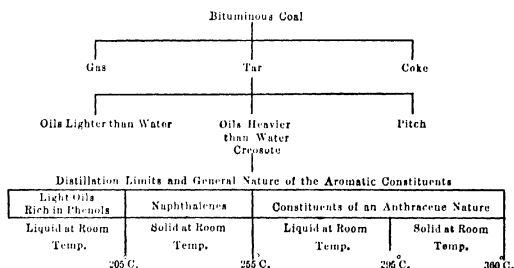 Bituminous Coal
Gas Tar Coke
Oils Lighter than Water Oils Heavier Pitch
than Water
Creosote
Distillation Limits and General Nature of the Aromatic Constituents
Light Oils
Rich in Phenols Naphthalenes Constituents of an Anthracene Nature
Liquid at Room Solid at Room Liquid at Room Solid at Room
Temp. Temp. Temp. Temp.
205°C. 255°C. 295°C. 360°C.